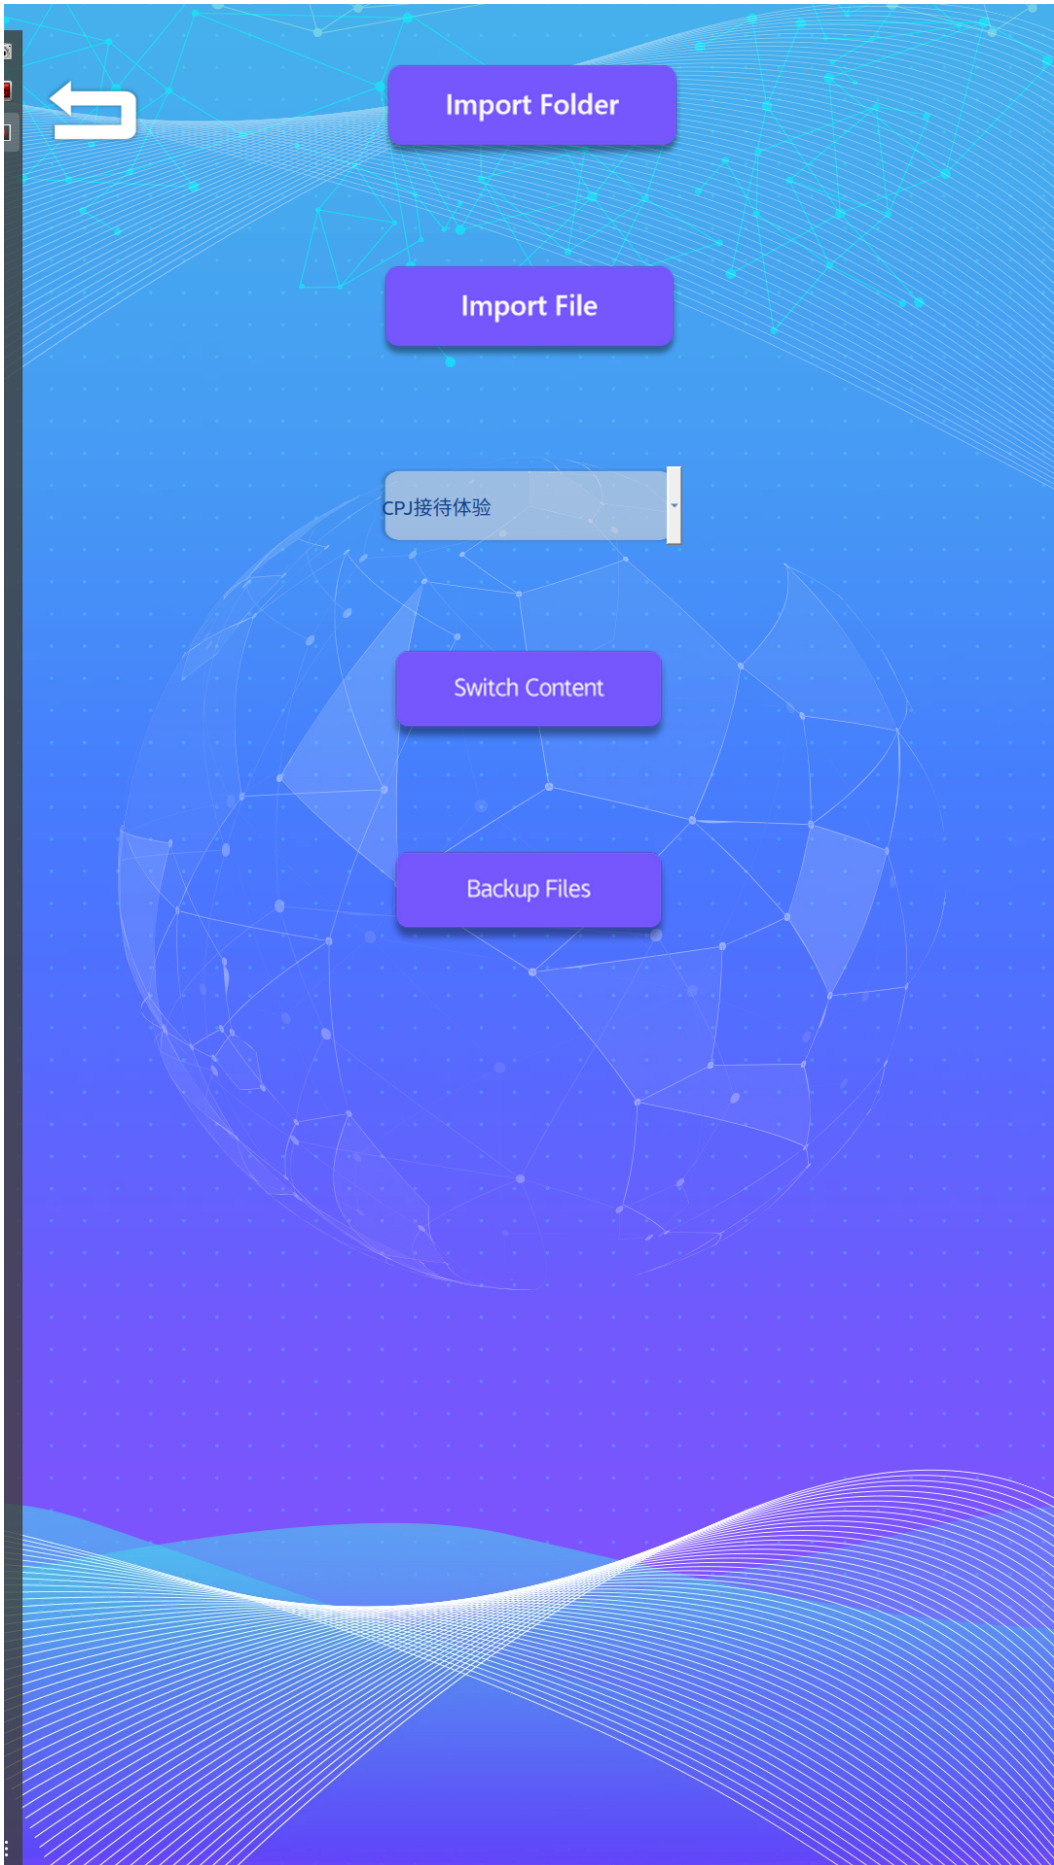 Import Folder
Import File
CPJ接待体验
Switch Content
Backup Files